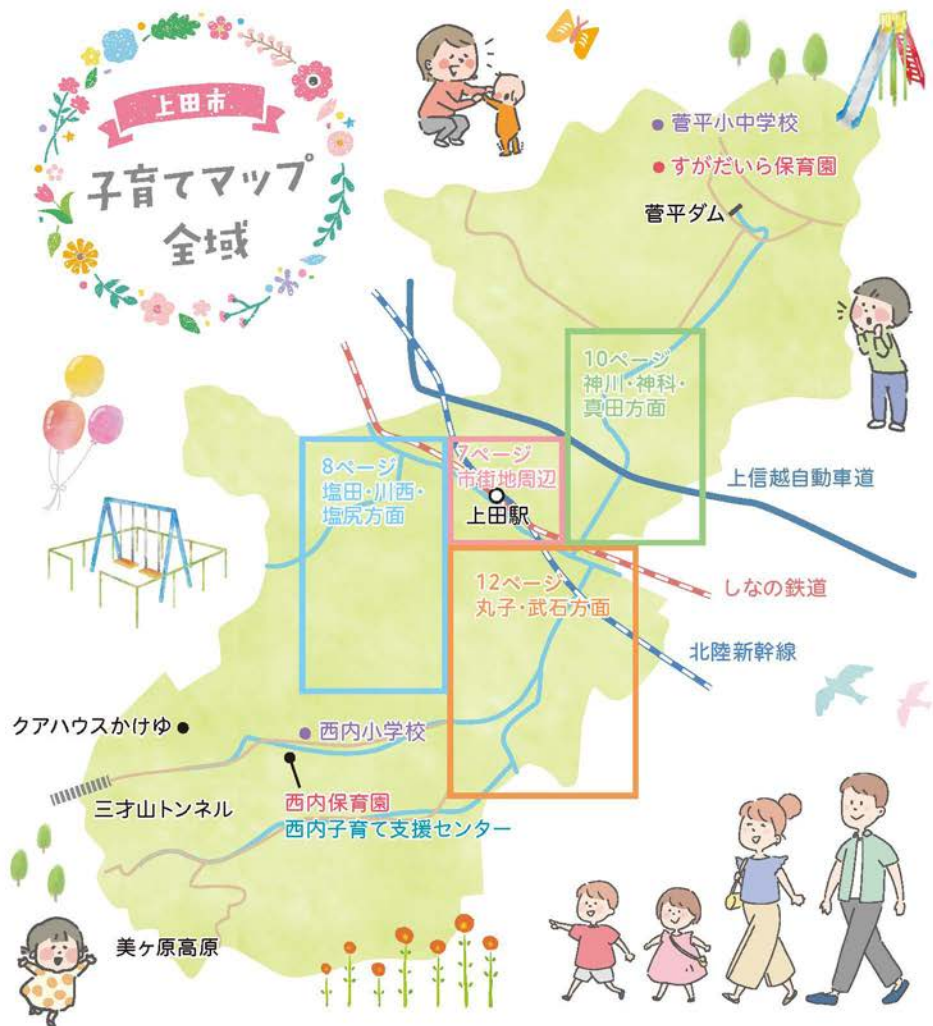 上田市
子育てマップ
全域
菅平小中学校
すがだいら保育園
菅平ダム
10ページ
神川・神科・
真田方面
8ページ
塩田・川西・
塩尻方面
7ページ
市街地周辺
上田駅
上信越自動車道
12ページ
丸子・武石方面
しなの鉄道
北陸新幹線
クアハウスかけゆ
西内小学校
三才山トンネル
西内保育園
西内子育て支援センター
美ヶ原高原